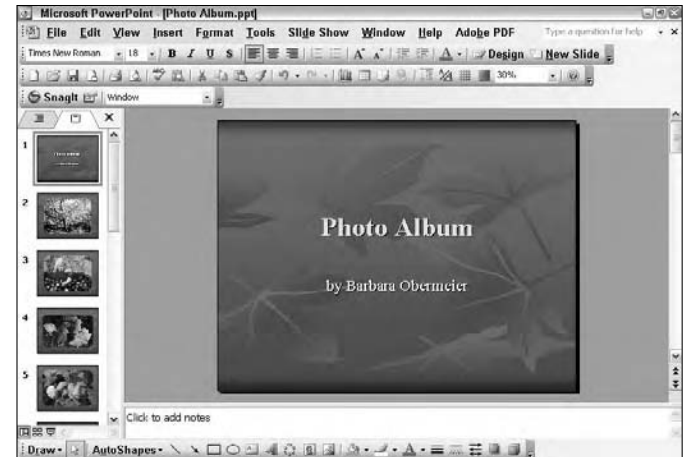 Microsoft PowerPoint - [Photo Album.ppt]
File Edit View Insert Format Tools Slide Show Window Help Adobe PDF Type a question for help
Times New Roman 18 B I U S A A A Design New Slide
30%
SnagIt Window
1
Photo Album
2
by Barbara Obermeier
3
4
5
Click to add notes
Draw AutoShapes A